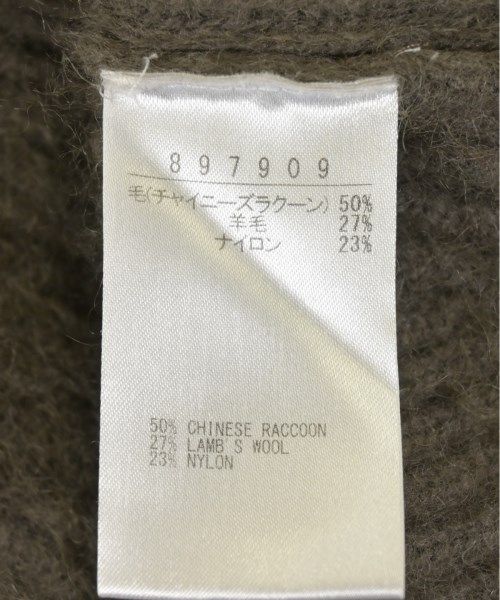 897909
毛(チャイニーズラクーン) 50%
羊毛 27%
ナイロン 23%
50% CHINESE RACCOON
27% LAMB'S WOOL
23% NYLON